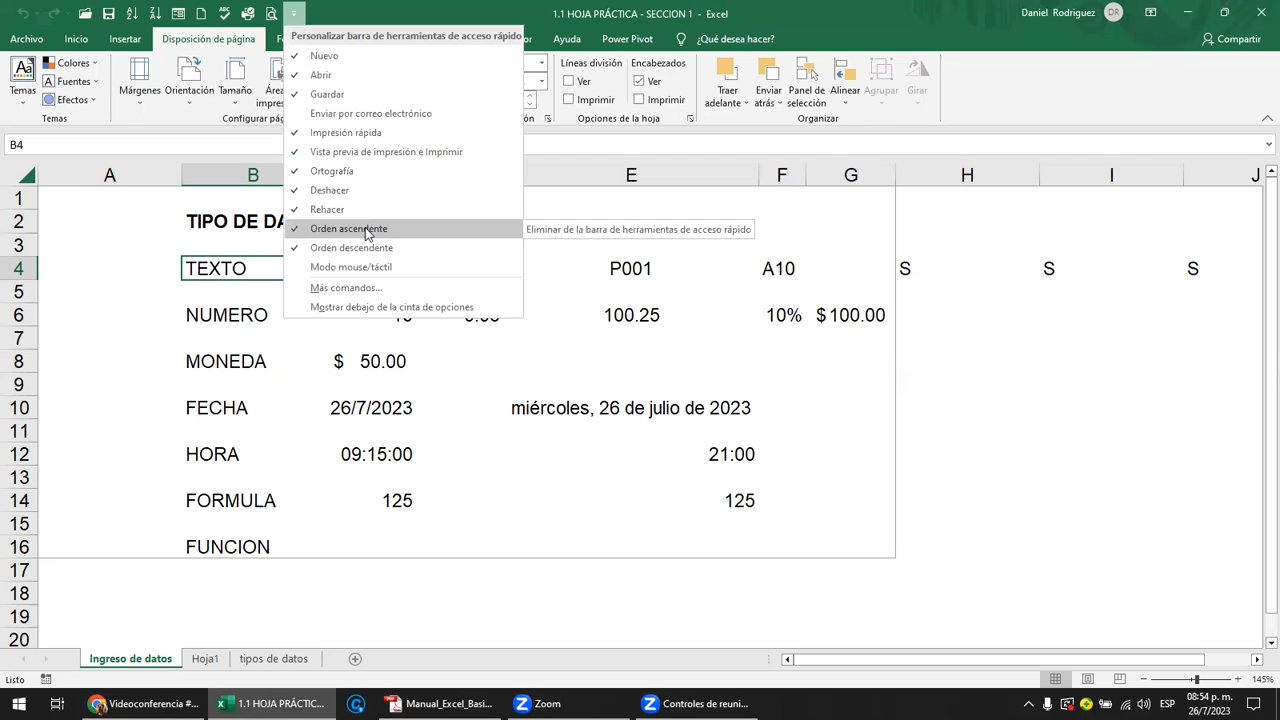 1.1 HOJA PRÁCTICA - SECCION 1 - Excel
Daniel Rodriguez
DR
Archivo
Inicio
Insertar
Disposición de página
Ayuda
Power Pivot
¿Qué desea hacer?
Compartir
Personalizar barra de herramientas de acceso rápido
Nuevo
Abrir
Guardar
Enviar por correo electrónico
Impresión rápida
Vista previa de impresión e Imprimir
Ortografía
Deshacer
Rehacer
Orden ascendente
Orden descendente
Modo mouse/táctil
Más comandos...
Mostrar debajo de la cinta de opciones
Eliminar de la barra de herramientas de acceso rápido
Temas
Colores
Fuentes
Efectos
Temas
Márgenes
Orientación
Tamaño
Líneas división
Ver
Imprimir
Encabezados
Ver
Imprimir
Opciones de la hoja
Traer adelante
Enviar atrás
Panel de selección
Alinear
Agrupar
Girar
Organizar
B4
A B E F G H I J
1
2 TIPO DE
3
4 TEXTO P001 A10 S S S
5
6 NUMERO 100.25 10% $ 100.00
7
8 MONEDA $ 50.00
9
10 FECHA 26/7/2023 miércoles, 26 de julio de 2023
11
12 HORA 09:15:00 21:00
13
14 FORMULA 125 125
15
16 FUNCION
17
18
19
20
Ingreso de datos Hoja1 tipos de datos
Listo
145%
Videoconferencia #...
1.1 HOJA PRÁCTIC...
Manual_Excel_Basi...
Zoom
Controles de reuni...
ESP
08:54 p. m.
26/7/2023